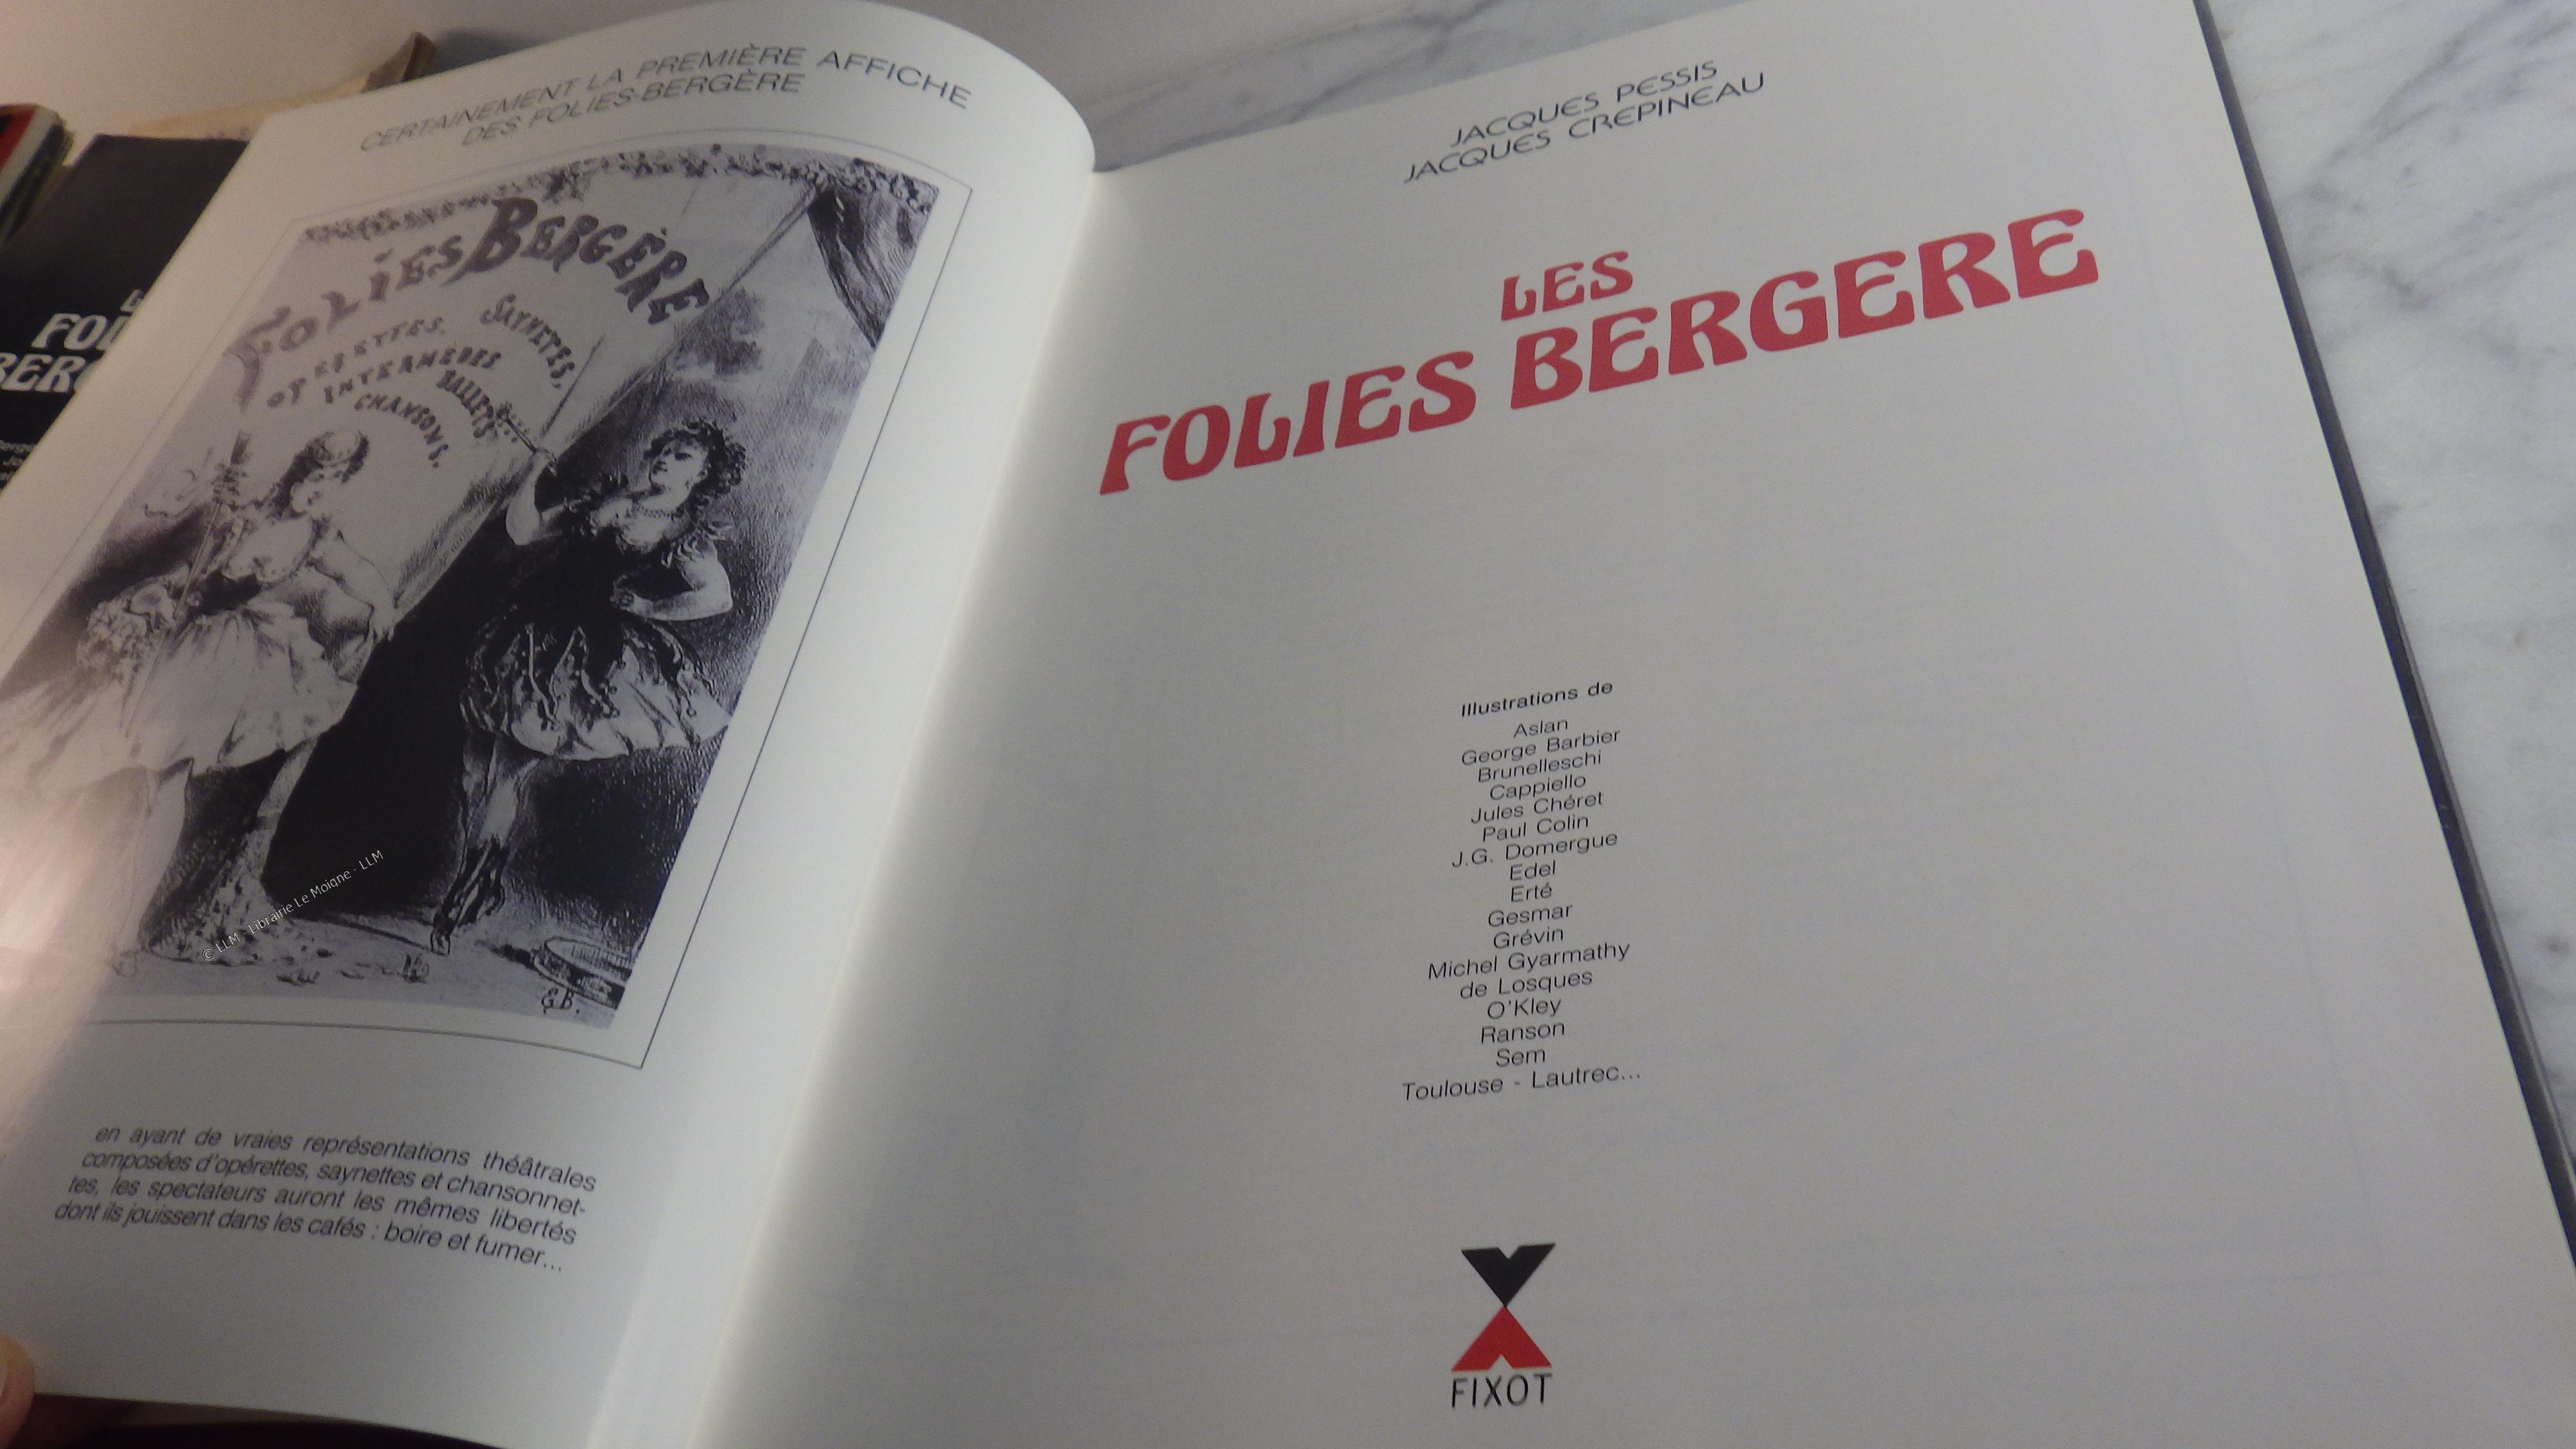 CERTAINEMENT LA PREMIÈRE AFFICHE
DES FOLIES-BERGÈRE
FOLIES BERGÈRE
OPERETTES, SAYNETES,
INTERMÈDES BALLETS
CHANSONS,
G.B.
© LLM - Librairie Le Moigne - LLM
en ayant de vraies représentations théâtrales
composées d'opérettes, saynettes et chansonnet-
tes, les spectateurs auront les mêmes libertés
dont ils jouissent dans les cafés : boire et fumer...
JACQUES PESSIS
JACQUES CREPINEAU
LES
FOLIES BERGERE
Illustrations de
Aslan
George Barbier
Brunelleschi
Cappiello
Jules Chéret
Paul Colin
J.G. Domergue
Edel
Erté
Gesmar
Grévin
Michel Gyarmathy
de Losques
O'Kley
Ranson
Sem
Toulouse - Lautrec...
FIXOT